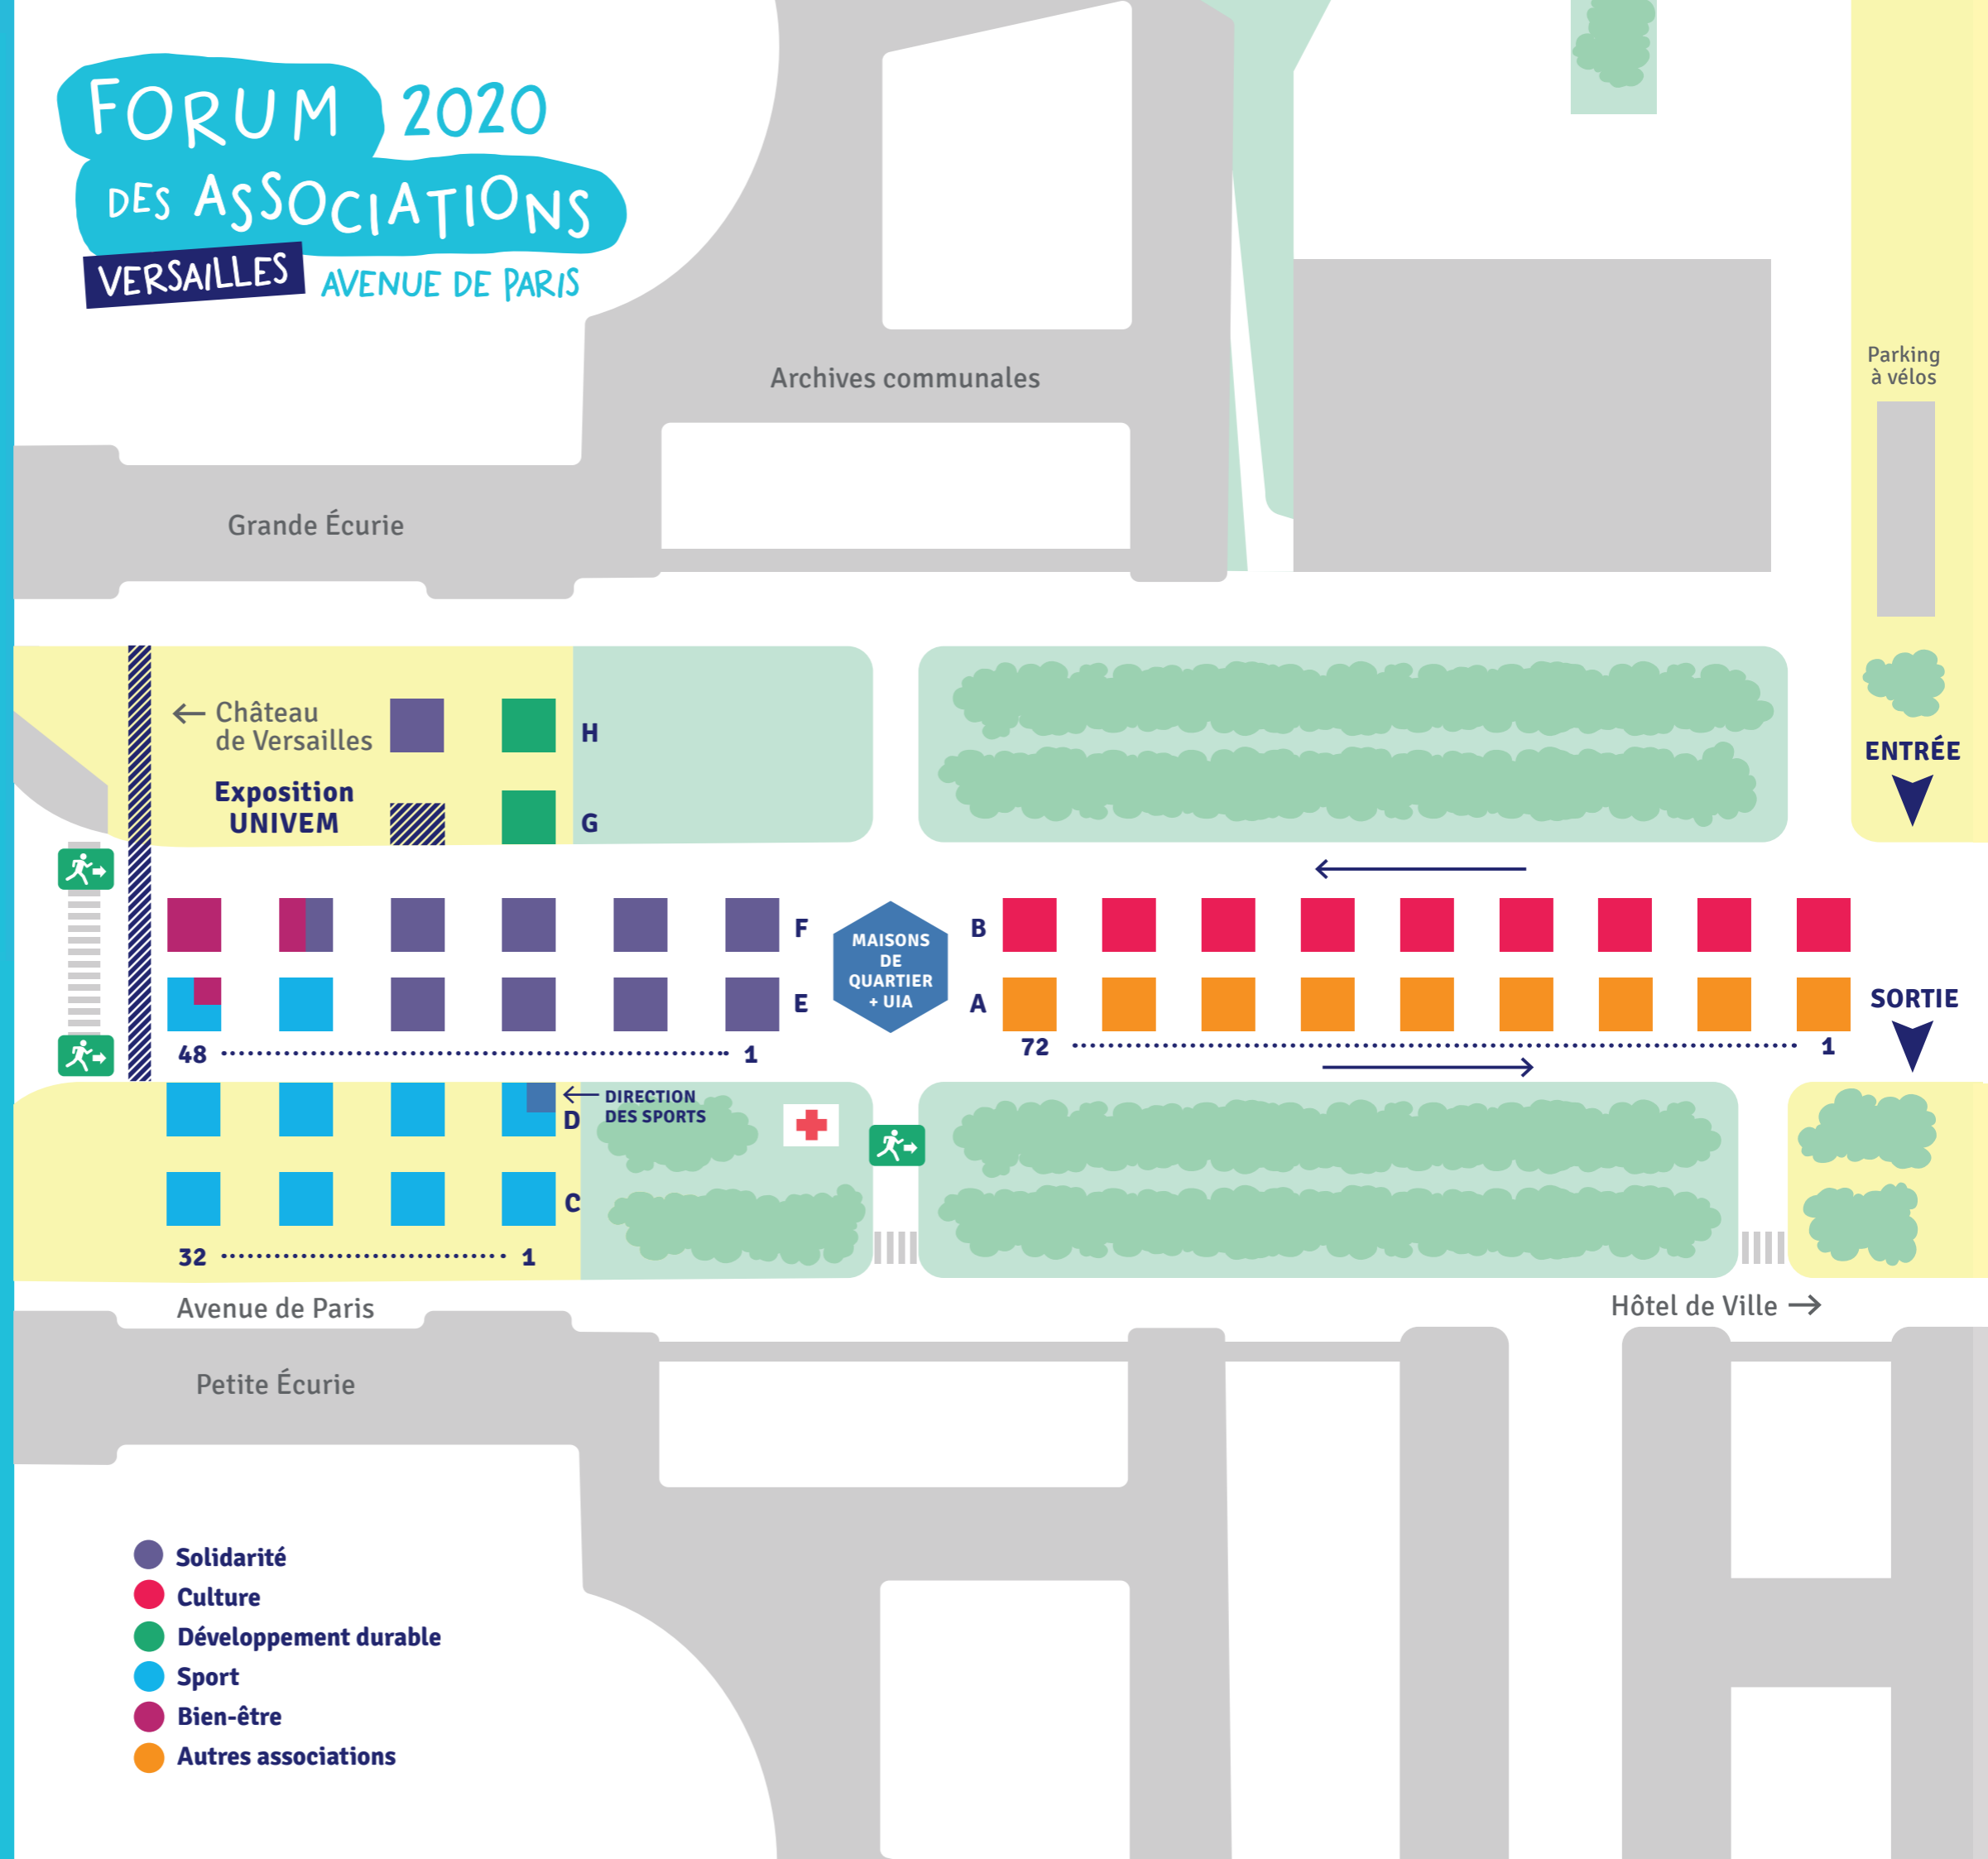 FORUM 2020
DES ASSOCIATIONS
VERSAILLES AVENUE DE PARIS
Archives communales
Parking
à vélos
Grande Écurie
← Château
de Versailles
H
Exposition
UNIVEM
G
ENTRÉE
F
E
MAISONS
DE
QUARTIER
+ UIA
B
A
SORTIE
48 1
72 1
← DIRECTION
DES SPORTS
D
C
32 1
Avenue de Paris
Hôtel de Ville →
Petite Écurie
Solidarité
Culture
Développement durable
Sport
Bien-être
Autres associations